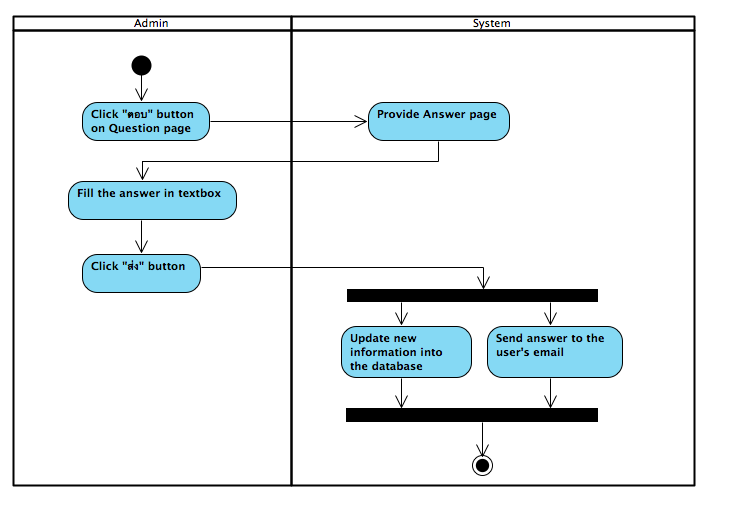 Admin
System
Click "ตอบ" button
on Question page
Provide Answer page
Fill the answer in textbox
Click "ส่ง" button
Update new
information into
the database
Send answer to the
user's email